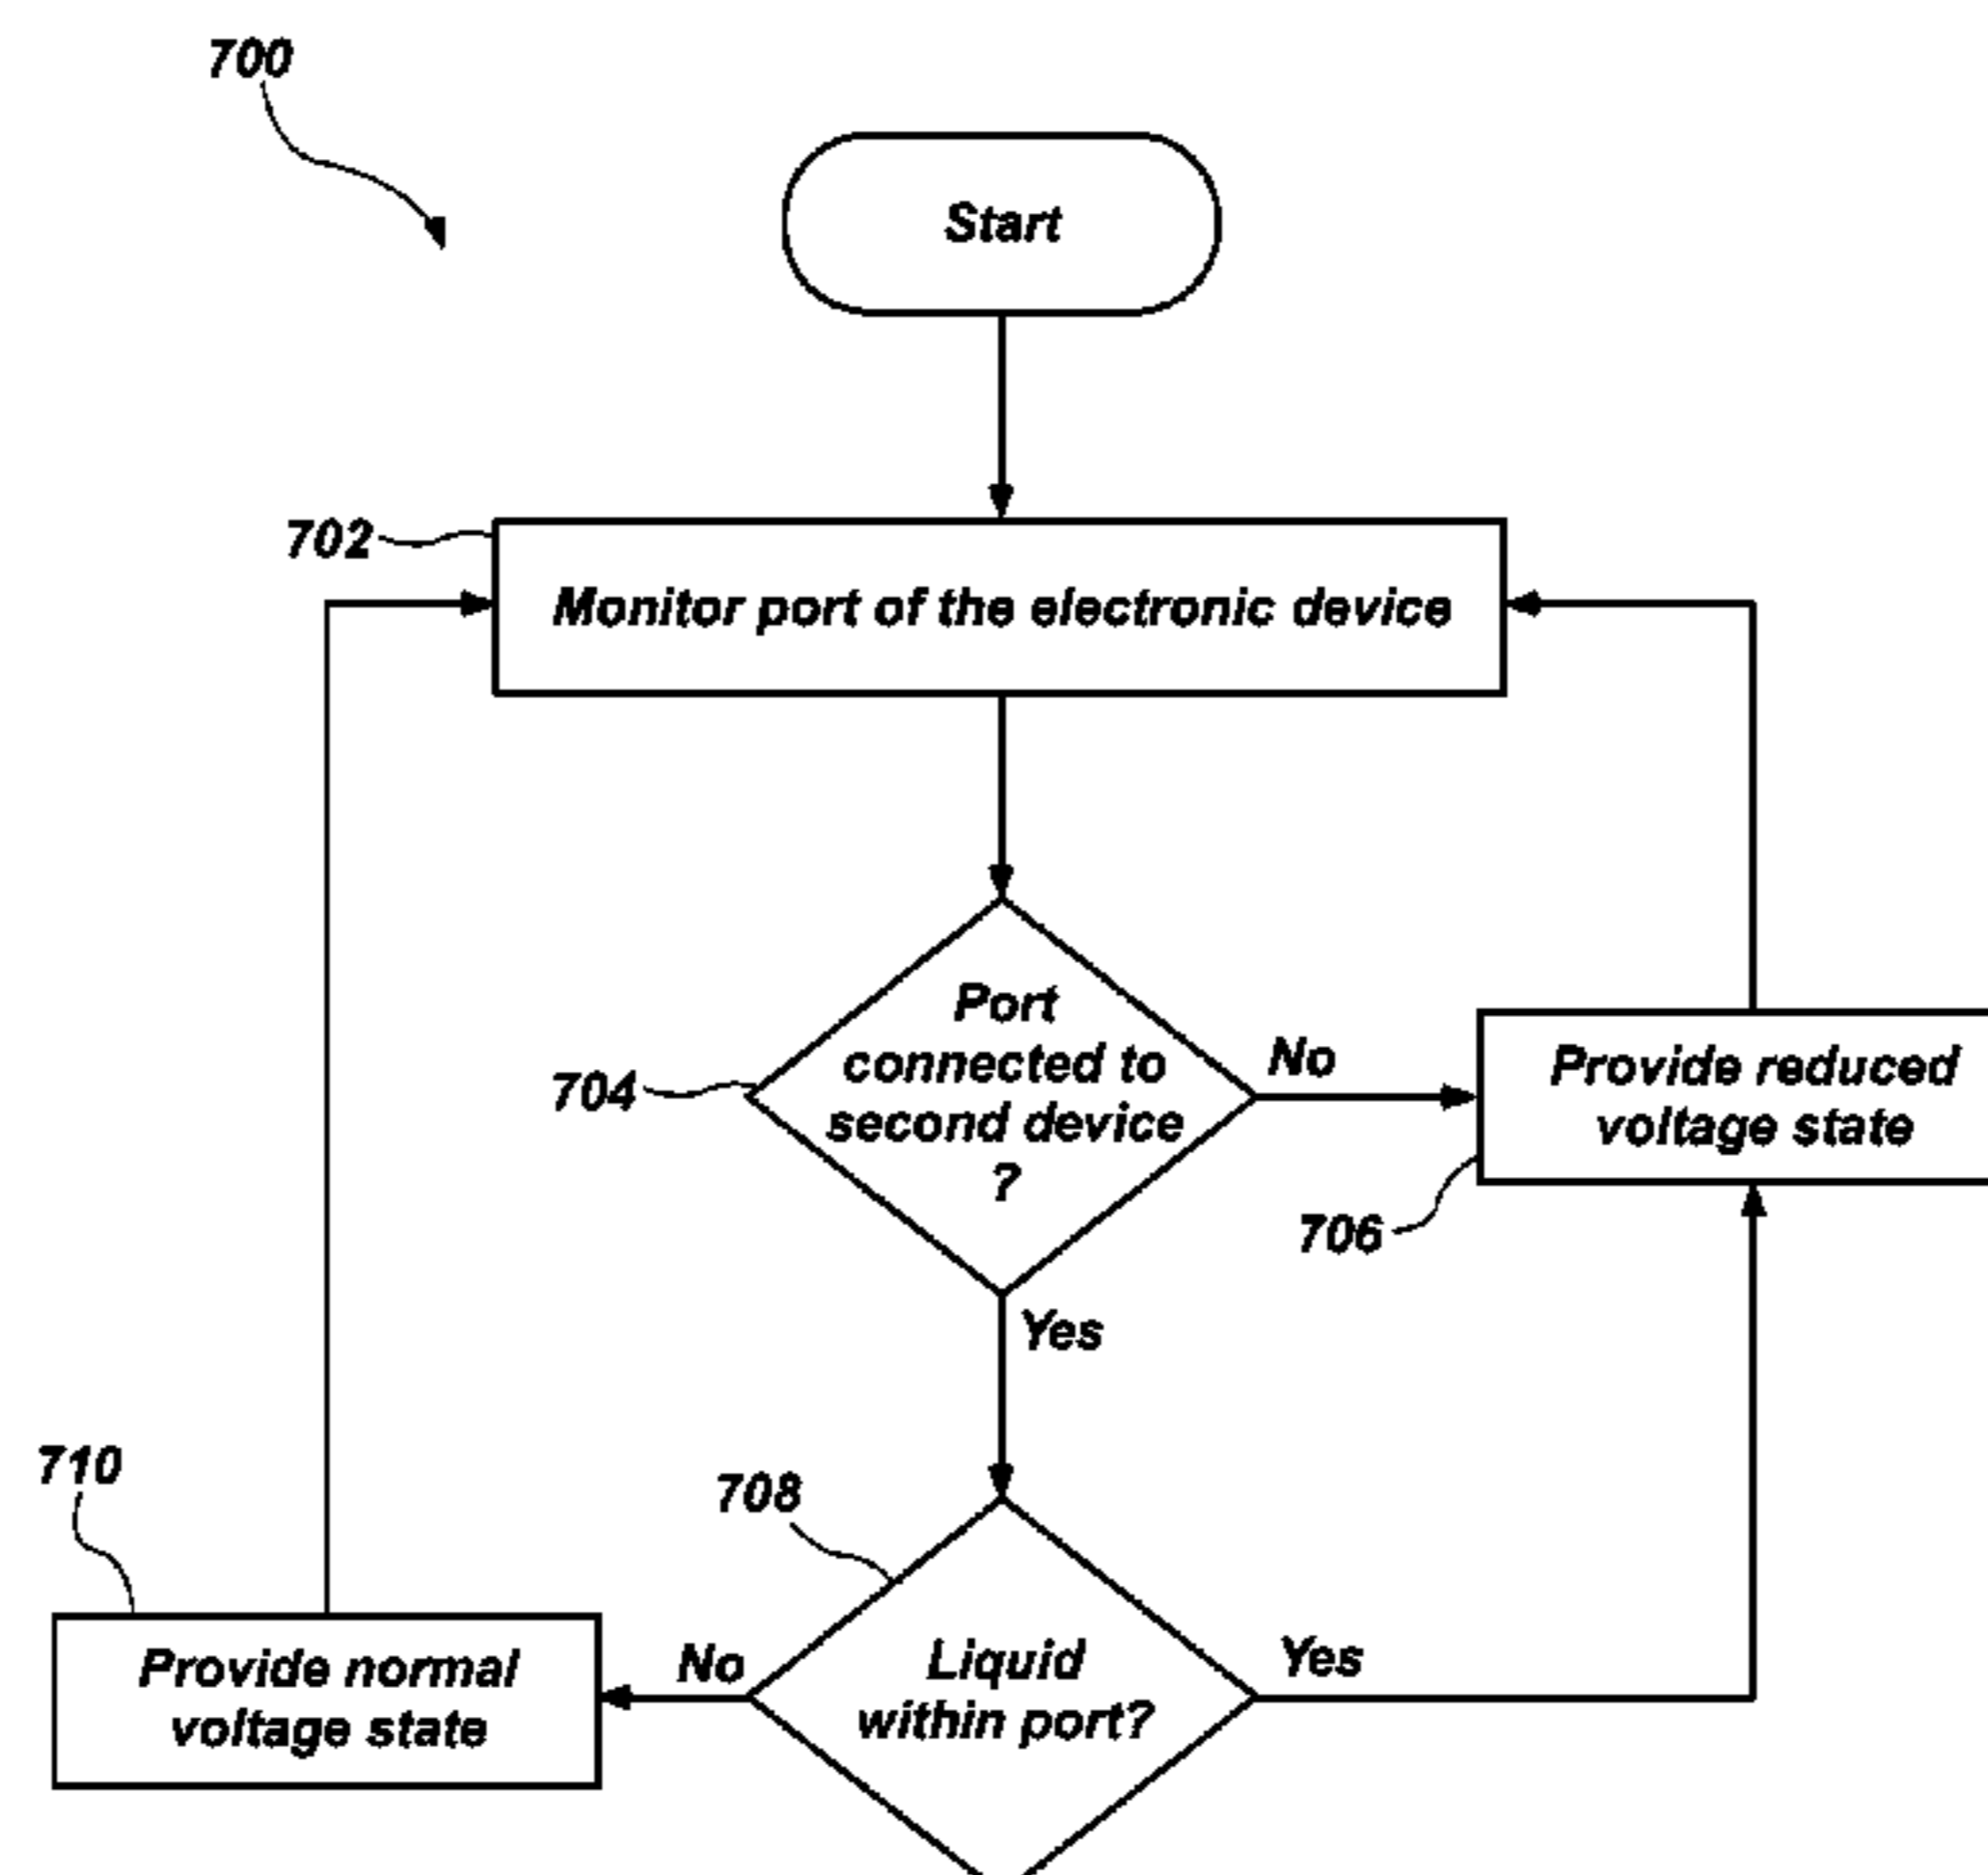 700
Start
702
Monitor port of the electronic device
Port
connected to
second device
?
704
No
Provide reduced
voltage state
706
Yes
710
708
Provide normal
voltage state
No
Liquid
within port?
Yes